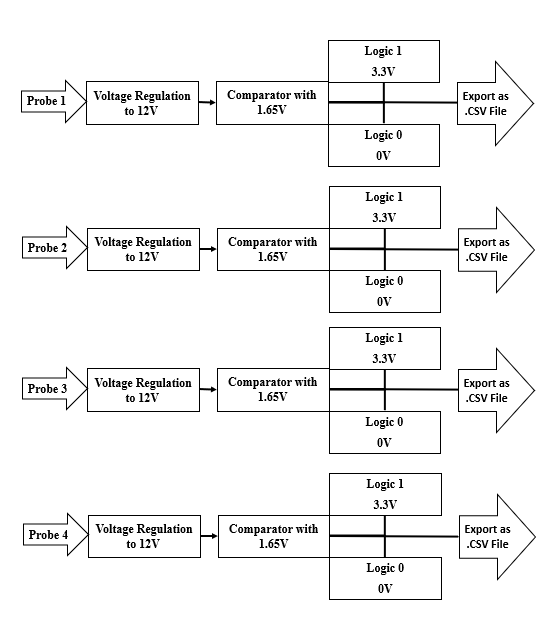 Logic 1
3.3V
Probe 1
Voltage Regulation
to 12V
Comparator with
1.65V
Export as
.CSV File
Logic 0
0V
Logic 1
3.3V
Probe 2
Voltage Regulation
to 12V
Comparator with
1.65V
Export as
.CSV File
Logic 0
0V
Logic 1
3.3V
Probe 3
Voltage Regulation
to 12V
Comparator with
1.65V
Export as
.CSV File
Logic 0
0V
Logic 1
3.3V
Probe 4
Voltage Regulation
to 12V
Comparator with
1.65V
Export as
.CSV File
Logic 0
0V